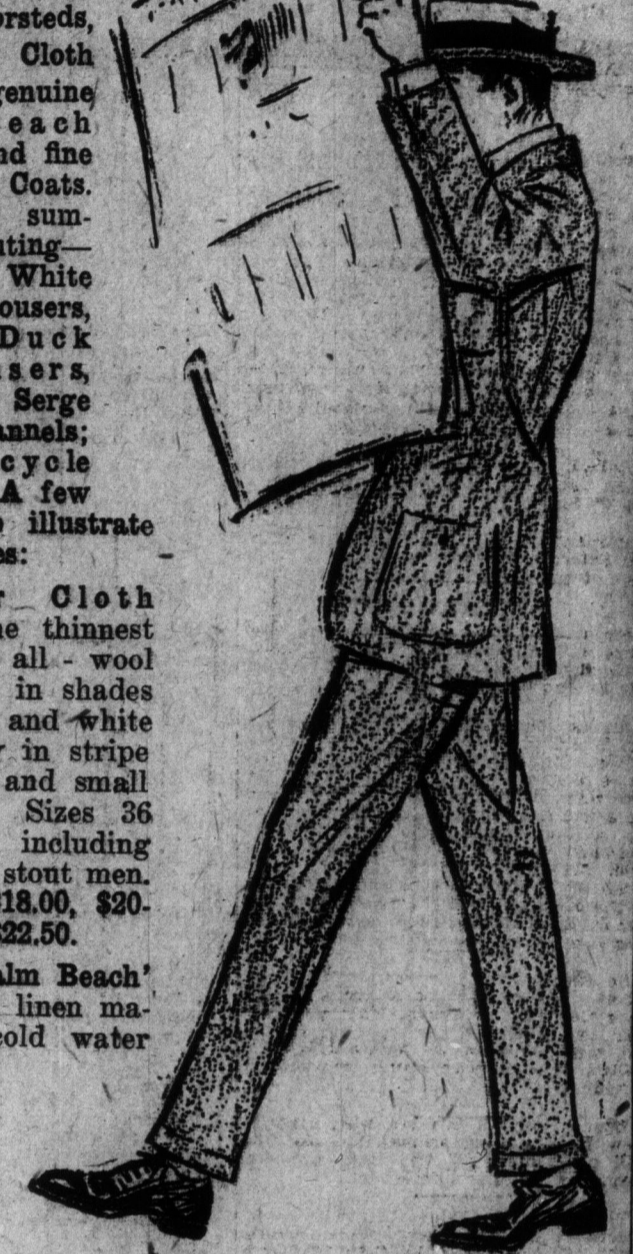 orsteds,
Cloth
genuine
each
nd fine
Coats.
sum-
uting—
White
ousers,
Duck
sers,
Serge
annels;
cycle
A few
o illustrate
es:
r Cloth
ne thinnest
all - wool
in shades
and white
y in stripe
and small
Sizes 36
including
stout men.
$18.00, $20-
$22.50.
alm Beach'
linen ma-
cold water